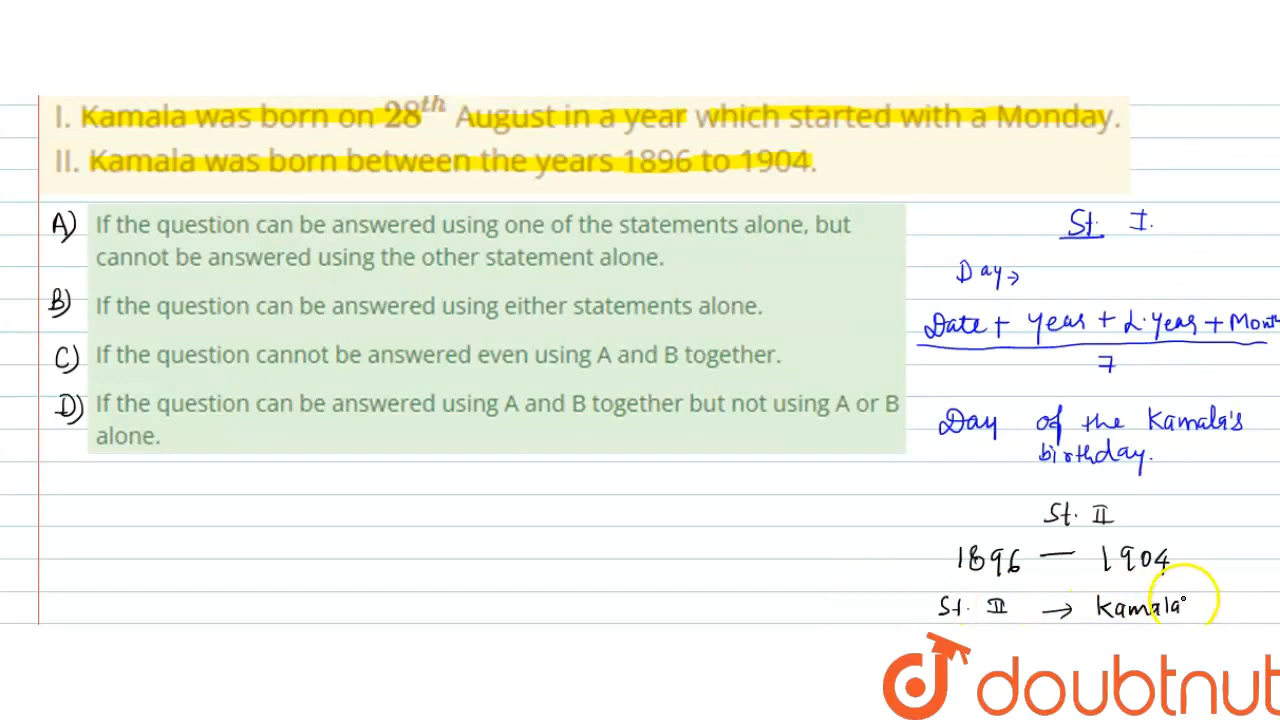 I. Kamala was born on 28th August in a year which started with a Monday.
II. Kamala was born between the years 1896 to 1904.
A) If the question can be answered using one of the statements alone, but
cannot be answered using the other statement alone.
B) If the question can be answered using either statements alone.
C) If the question cannot be answered even using A and B together.
D) If the question can be answered using A and B together but not using A or B
alone.
St. I.
Day →
Date + Year + L.Year + Month
7
Day of the Kamala's
birthday.
St. II
1896 — 1904
St. II → Kamala'
doubtnut